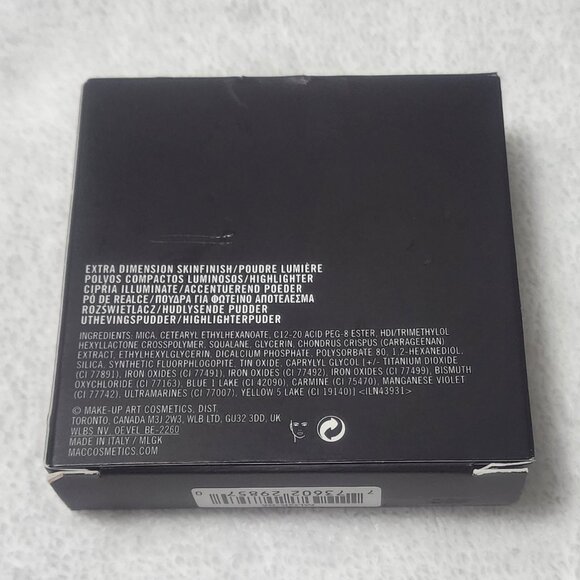 EXTRA DIMENSION SKINFINISH/POUDRE LUMIÈRE
POLVOS COMPACTOS LUMINOSOS/HIGHLIGHTER
CIPRIA ILLUMINATE/ACCENTUEREND POEDER
PÓ DE REALCE/ΠΟΥΔΡΑ ΓΙΑ ΦΩΤΕΙΝΟ ΑΠΟΤΕΛΕΣΜΑ
ROZSWIETLACZ/HUDLYSENDE PUDDER
UTHEVINGSPUDDER/HIGHLIGHTERPUDER
INGREDIENTS: MICA, CETEARYL ETHYLHEXANOATE, C12-20 ACID PEG-8 ESTER, HDI/TRIMETHYLOL
HEXYLLACTONE CROSSPOLYMER, SQUALANE, GLYCERIN, CHONDRUS CRISPUS (CARRAGEENAN)
EXTRACT, ETHYLHEXYLGLYCERIN, DICALCIUM PHOSPHATE, POLYSORBATE 80, 1,2-HEXANEDIOL,
SILICA, SYNTHETIC FLUORPHLOGOPITE, TIN OXIDE, CAPRYLYL GLYCOL [+/- TITANIUM DIOXIDE
(CI 77891), IRON OXIDES (CI 77491), IRON OXIDES (CI 77492), IRON OXIDES (CI 77499), BISMUTH
OXYCHLORIDE (CI 77163), BLUE 1 LAKE (CI 42090), CARMINE (CI 75470), MANGANESE VIOLET
(CI 77742), ULTRAMARINES (CI 77007), YELLOW 5 LAKE (CI 19140)] <ILN43931>
© MAKE-UP ART COSMETICS, DIST.
TORONTO, CANADA M3J 2W3, WLB LTD, GU32 3DD, UK
WLBS NV, OEVEL BE-2260
MADE IN ITALY / MLGK
MACCOSMETICS.COM
7 73602 29857 0